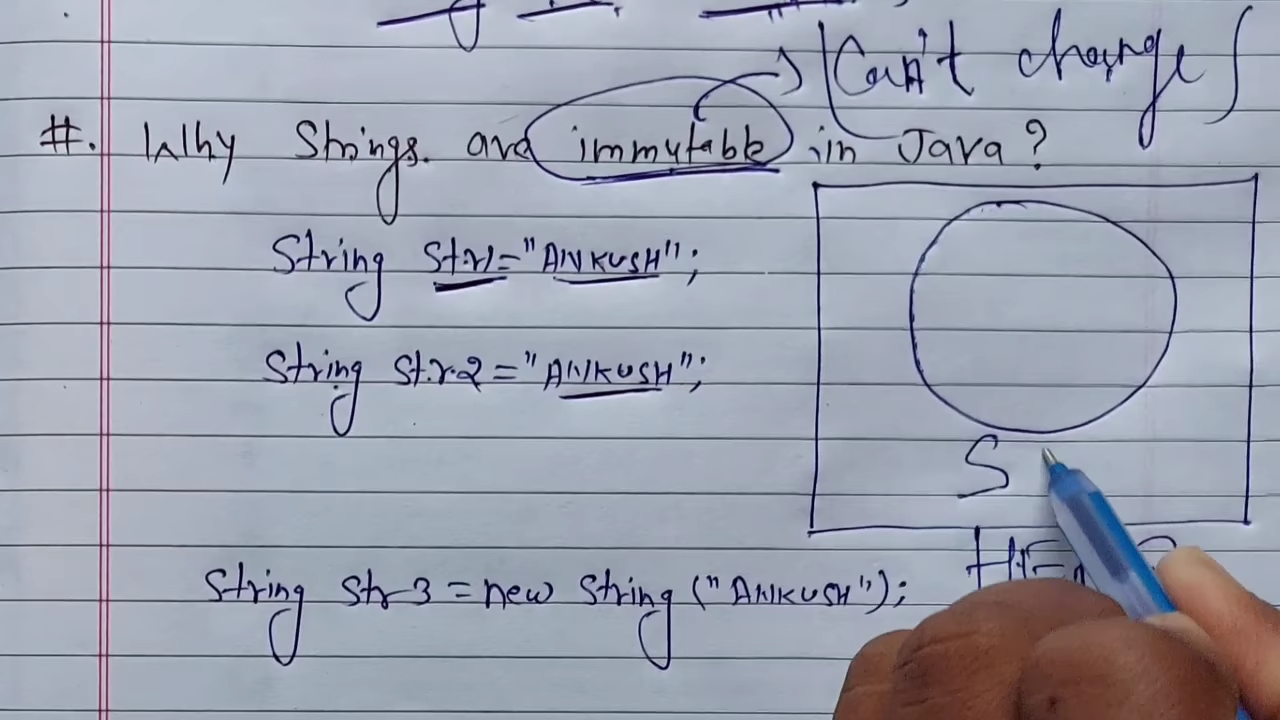 Can't change
#. Why Strings are immutable in Java?
String str1="ANKUSH";
String str2="ANKUSH";
S
String str3=new String("ANKUSH");